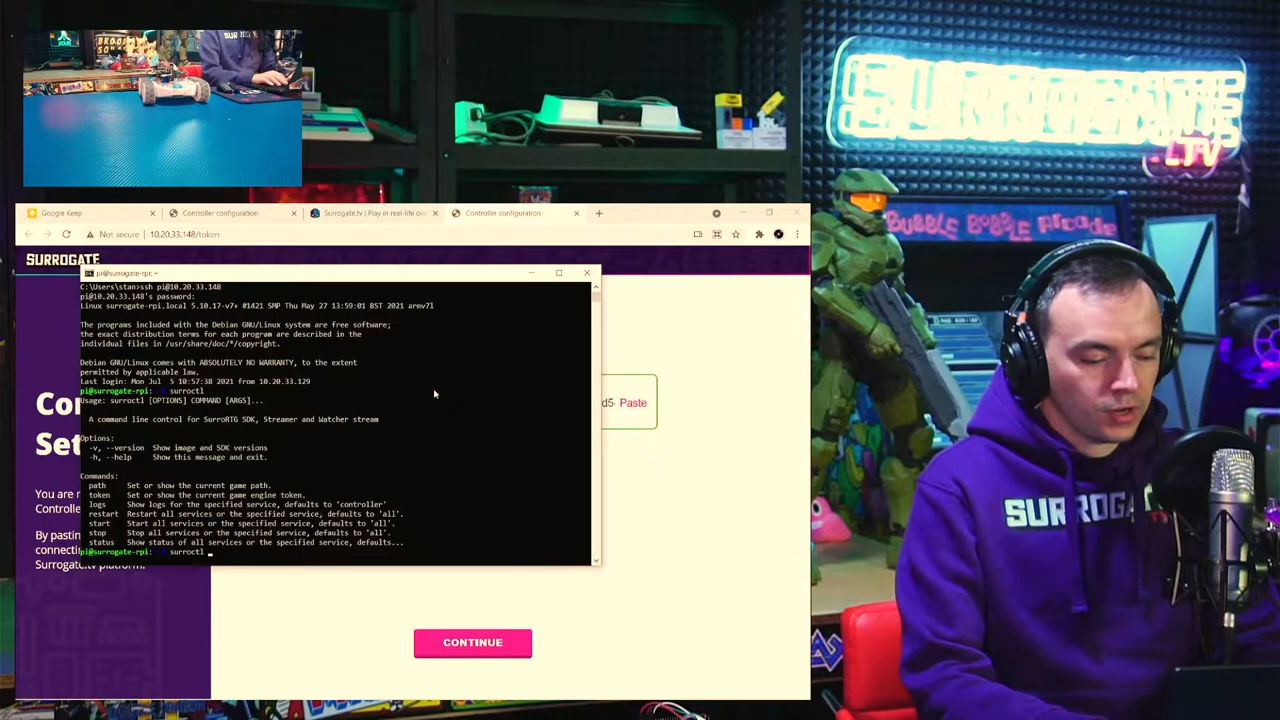 ATARI
SURROGATE
.TV
BUBBLE BOBBLE Arcade
SURROGA
Google Keep
Controller configuration
Surrogate.tv | Play in real-life ove
Controller configuration
Not secure
10.20.33.148/token
SURROGATE
pi@surrogate-rpi: ~
C:\Users\stan>ssh pi@10.20.33.148
pi@10.20.33.148's password:
Linux surrogate-rpi.local 5.10.17-v7+ #1421 SMP Thu May 27 13:59:01 BST 2021 armv7l
The programs included with the Debian GNU/Linux system are free software;
the exact distribution terms for each program are described in the
individual files in /usr/share/doc/*/copyright.
Debian GNU/Linux comes with ABSOLUTELY NO WARRANTY, to the extent
permitted by applicable law.
Last login: Mon Jul  5 10:57:38 2021 from 10.20.33.129
pi@surrogate-rpi: surroctl
Usage: surroctl [OPTIONS] COMMAND [ARGS]...
A command line control for SurroRTG SDK, Streamer and Watcher stream
Options:
-v, --version  Show image and SDK versions
-h, --help     Show this message and exit.
Commands:
path     Set or show the current game path.
token    Set or show the current game engine token.
logs     Show logs for the specified service, defaults to 'controller'
restart  Restart all services or the specified service, defaults to 'all'.
start    Start all services or the specified service, defaults to 'all'.
stop     Stop all services or the specified service, defaults to 'all'.
status   Show status of all services or the specified service, defaults...
pi@surrogate-rpi: surroctl _
Co
Set
You are n
Controlle
By pastin
connectin
Surrogate.tv platform.
d5 Paste
CONTINUE